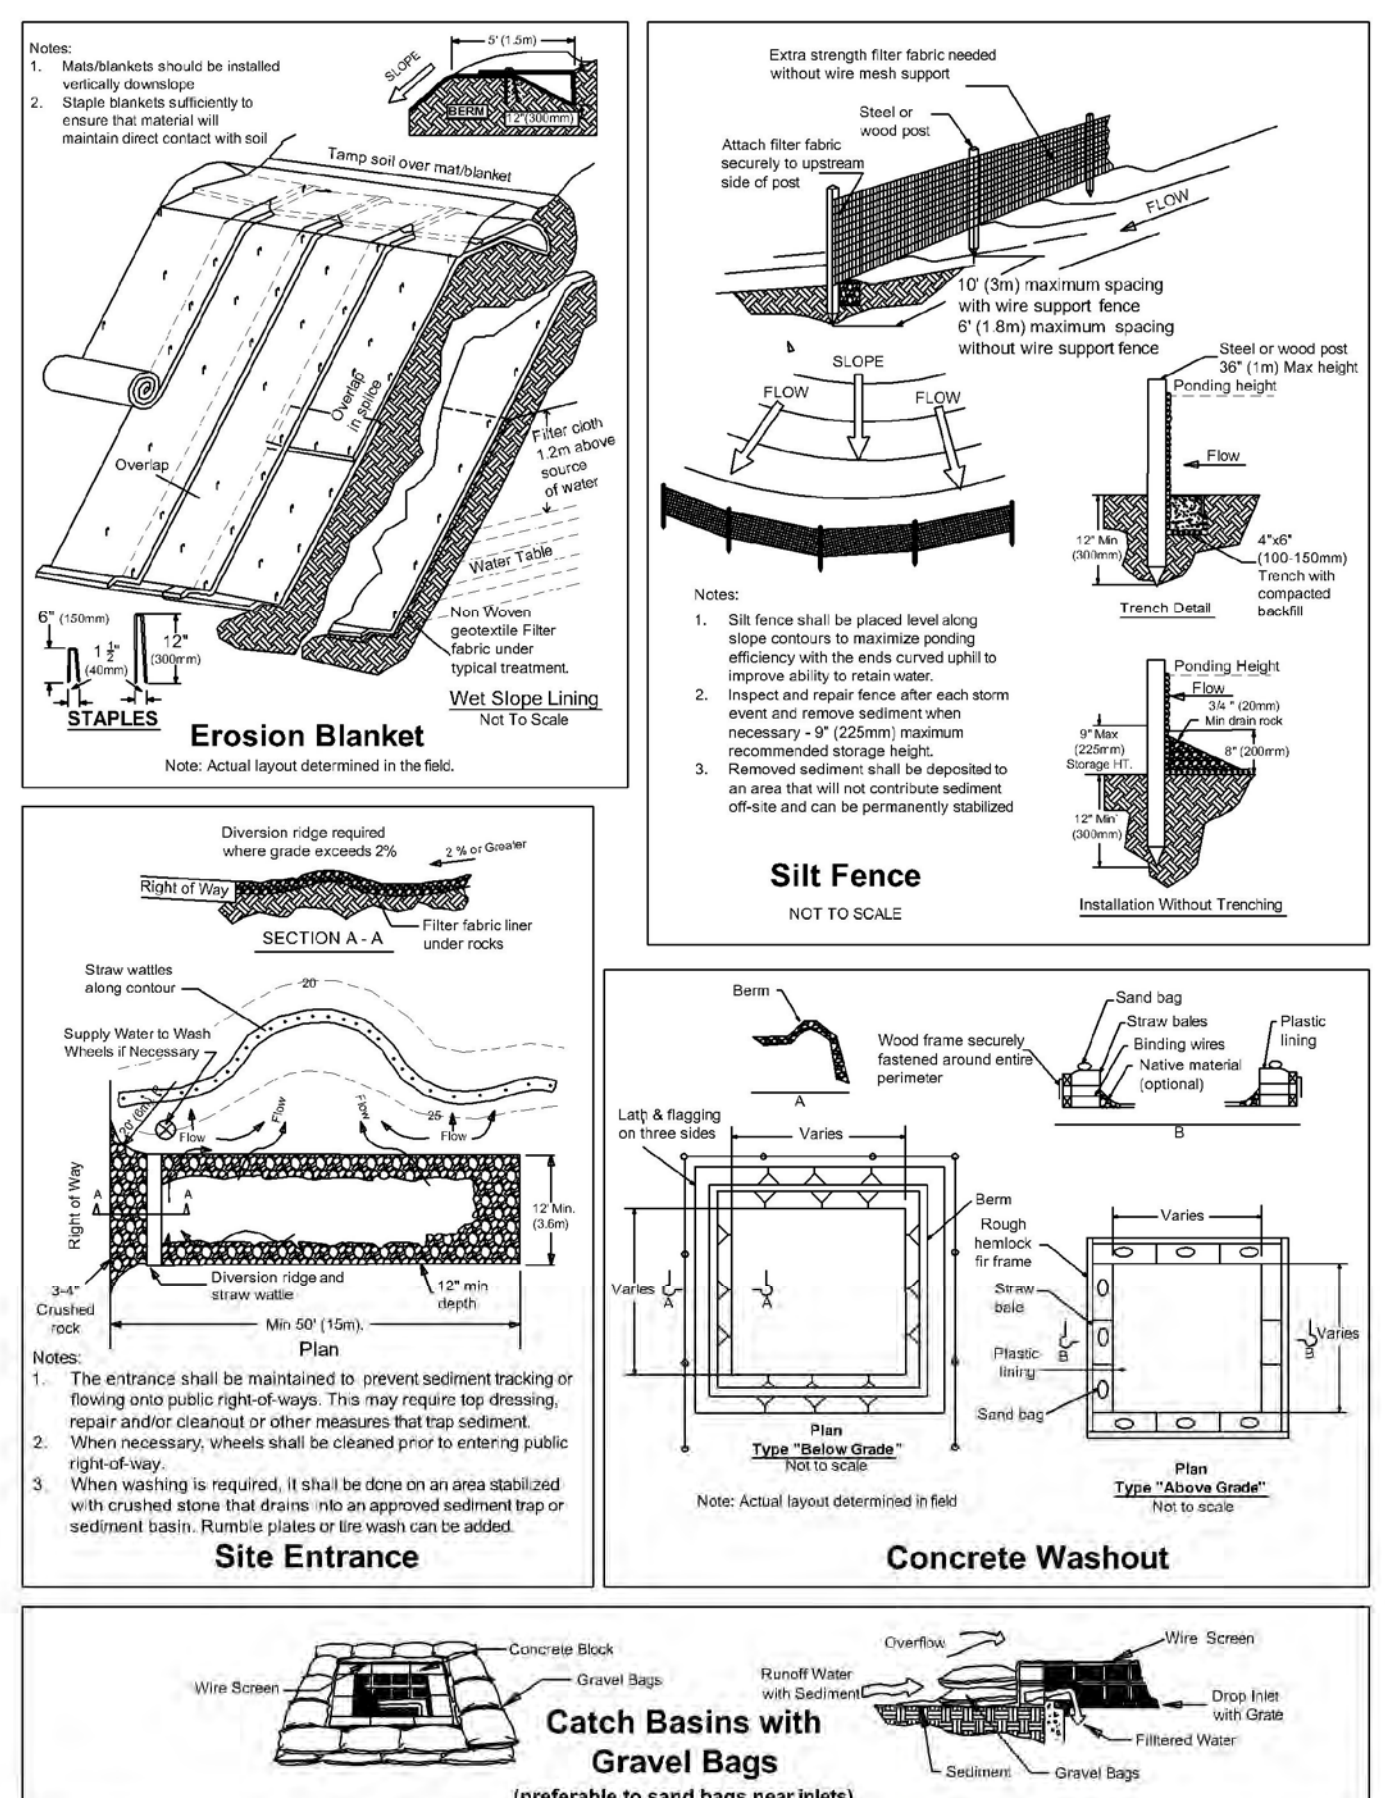 Notes:
1. Mats/blankets should be installed
vertically downslope
2. Staple blankets sufficiently to
ensure that material will
maintain direct contact with soil
5' (1.5m)
SLOPE
BERM
12"(300mm)
Tamp soil over mat/blanket
Overlap
in splice
Overlap
Filter cloth
1.2m above
source
of water
Water Table
Non Woven
geotextile Filter
fabric under
typical treatment.
Wet Slope Lining
Not To Scale
6" (150mm)
1 1/2"
(40mm)
12"
(300mm)
STAPLES
Erosion Blanket
Note: Actual layout determined in the field.
Extra strength filter fabric needed
without wire mesh support
Steel or
wood post
Attach filter fabric
securely to upstream
side of post
FLOW
10' (3m) maximum spacing
with wire support fence
6' (1.8m) maximum spacing
without wire support fence
SLOPE
FLOW
FLOW
Steel or wood post
36" (1m) Max height
Ponding height
Flow
12" Min
(300mm)
4"x6"
(100-150mm)
Trench with
compacted
backfill
Trench Detail
Notes:
1. Silt fence shall be placed level along
slope contours to maximize ponding
efficiency with the ends curved uphill to
improve ability to retain water.
2. Inspect and repair fence after each storm
event and remove sediment when
necessary - 9" (225mm) maximum
recommended storage height.
3. Removed sediment shall be deposited to
an area that will not contribute sediment
off-site and can be permanently stabilized
Ponding Height
Flow
3/4 " (20mm)
Min drain rock
9" Max
(225mm)
Storage HT.
8" (200mm)
12" Min
(300mm)
Installation Without Trenching
Silt Fence
NOT TO SCALE
Diversion ridge required
where grade exceeds 2%
2 % or Greater
Right of Way
Filter fabric liner
under rocks
SECTION A - A
Straw wattles
along contour
20
Supply Water to Wash
Wheels if Necessary
20' (6m) R
Flow
Flow
Flow
25
Flow
Right of Way
A
A
12' Min.
(3.6m)
Diversion ridge and
straw wattle
12" min
depth
3-4"
Crushed
rock
Min 50' (15m).
Plan
Notes:
1. The entrance shall be maintained to prevent sediment tracking or
flowing onto public right-of-ways. This may require top dressing,
repair and/or cleanout or other measures that trap sediment.
2. When necessary, wheels shall be cleaned prior to entering public
right-of-way.
3. When washing is required, it shall be done on an area stabilized
with crushed stone that drains into an approved sediment trap or
sediment basin. Rumble plates or tire wash can be added.
Site Entrance
Berm
A
Wood frame securely
fastened around entire
perimeter
Sand bag
Straw bales
Binding wires
Native material
(optional)
Plastic
lining
B
Lath & flagging
on three sides
Varies
Berm
Varies
A
A
Plan
Type "Below Grade"
Not to scale
Note: Actual layout determined in field
Rough
hemlock
fir frame
Varies
Straw
bale
B
B
Varies
Plastic
lining
Sand bag
Plan
Type "Above Grade"
Not to scale
Concrete Washout
Concrete Block
Gravel Bags
Wire Screen
Catch Basins with
Gravel Bags
(preferable to sand bags near inlets)
Overflow
Wire Screen
Runoff Water
with Sediment
Drop Inlet
with Grate
Filltered Water
Sediment
Gravel Bags